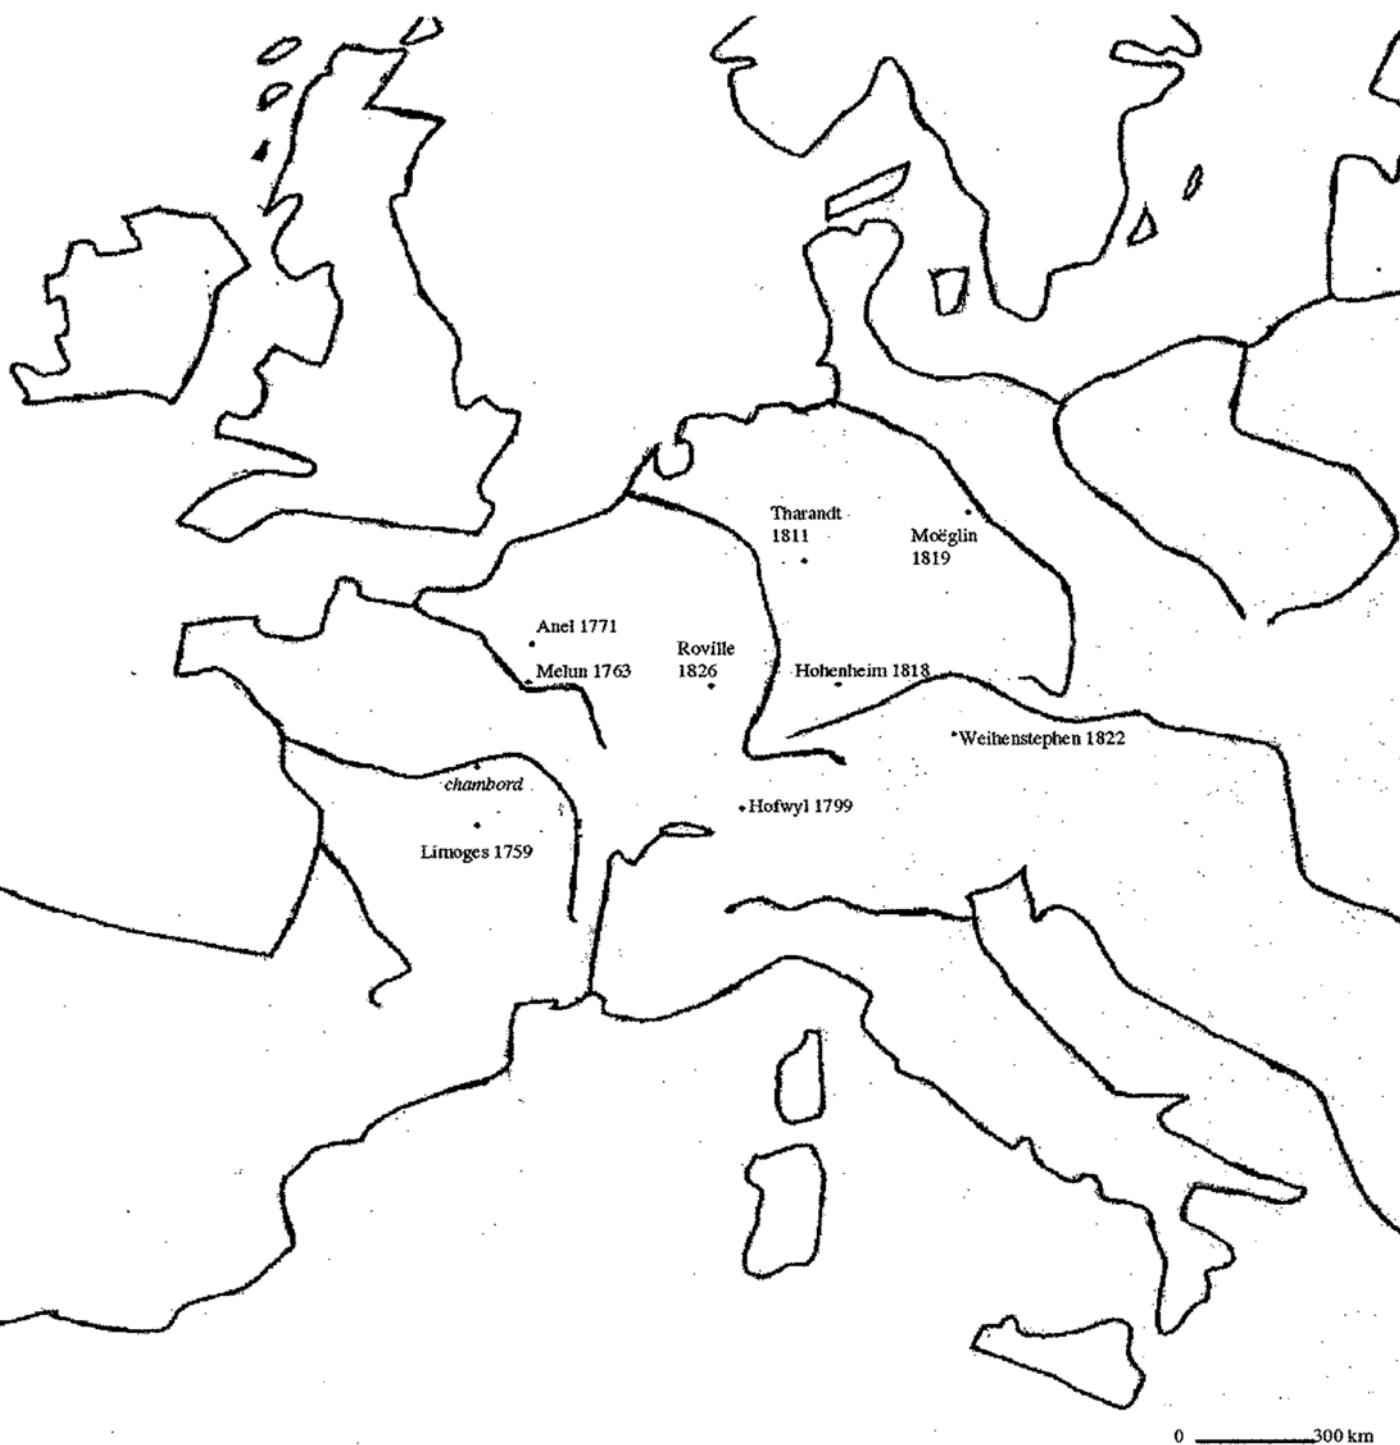 Tharandt
1811
Moëglin
1819
Anel 1771
Roville
1826
Melun 1763
Hohenheim 1818
Weihenstephen 1822
chambord
Hofwyl 1799
Limoges 1759
0 300 km